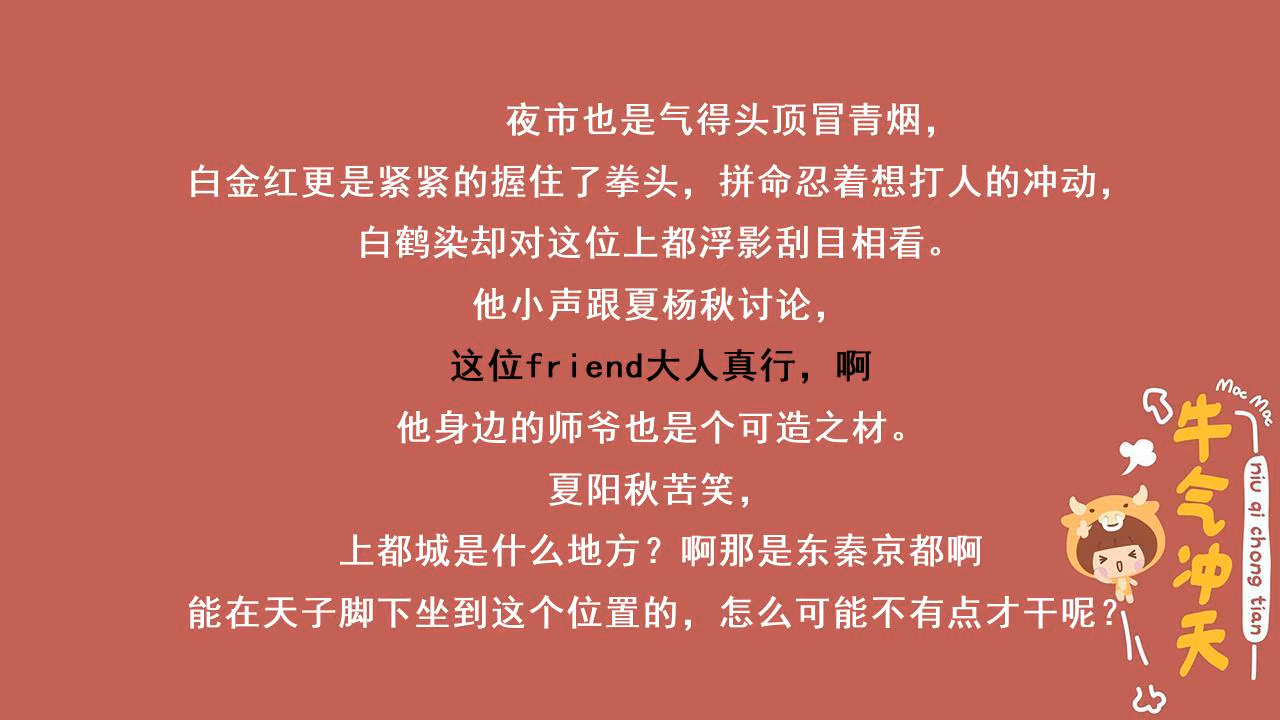 夜市也是气得头顶冒青烟，
白金红更是紧紧的握住了拳头，拼命忍着想打人的冲动，
白鹤染却对这位上都浮影刮目相看。
他小声跟夏杨秋讨论，
这位friend大人真行，啊
他身边的师爷也是个可造之材。
夏阳秋苦笑，
上都城是什么地方？啊那是东秦京都啊
能在天子脚下坐到这个位置的，怎么可能不有点才干呢？
Moc Moc
牛气冲天
niu qi chong tian